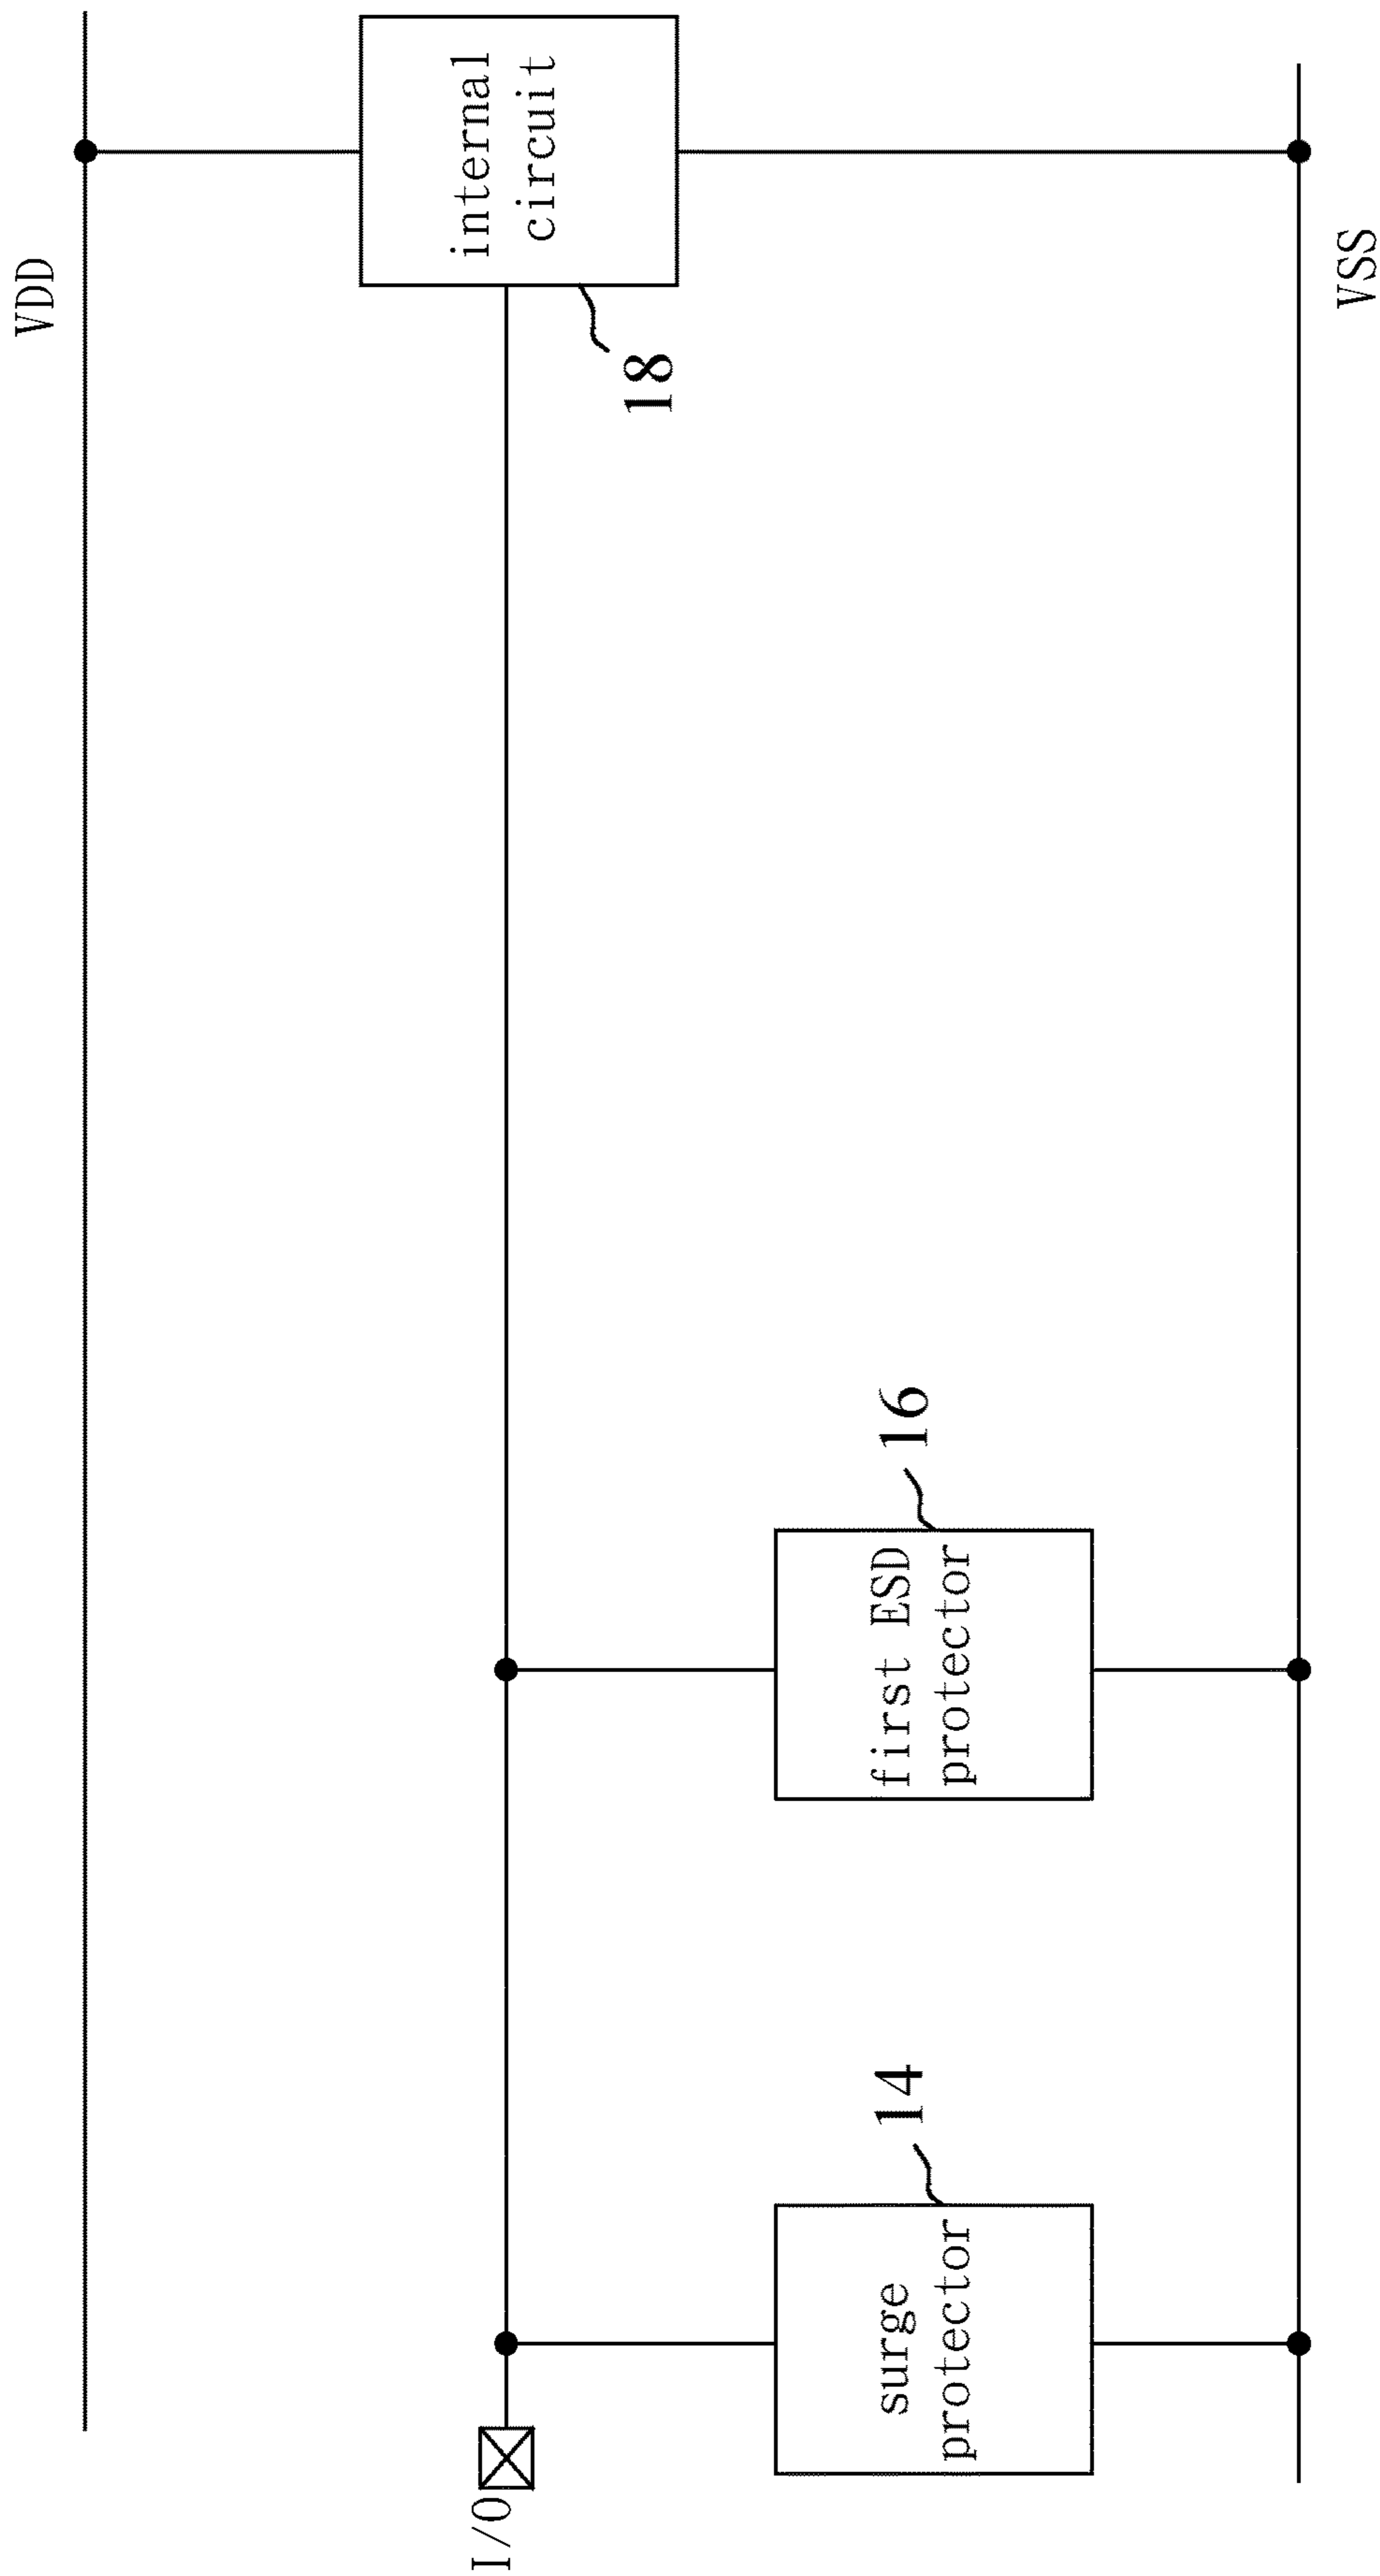 VDD
internal
circuit
18
I/O
first ESD
protector
16
surge
protector
14
VSS